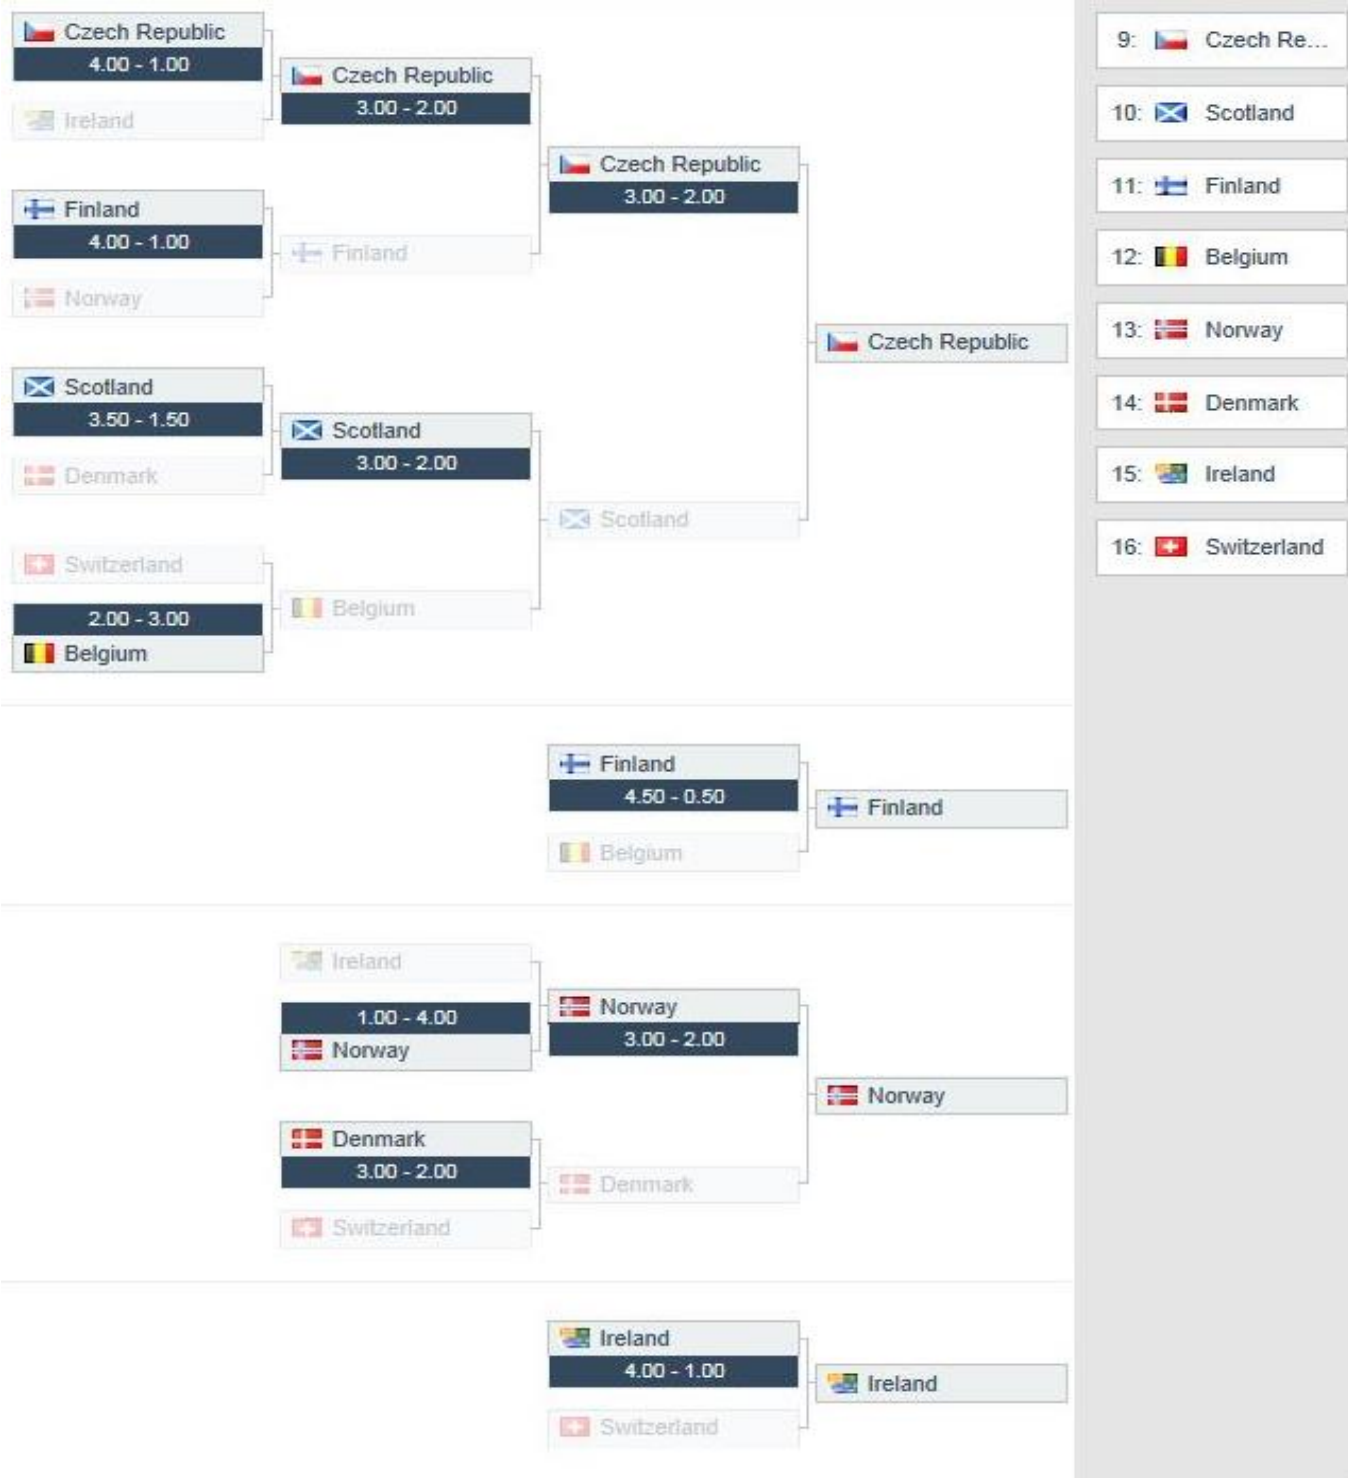 Czech Republic
4.00 - 1.00
Ireland
Finland
4.00 - 1.00
Norway
Scotland
3.50 - 1.50
Denmark
Switzerland
2.00 - 3.00
Belgium
Czech Republic
3.00 - 2.00
Finland
Scotland
3.00 - 2.00
Belgium
Czech Republic
3.00 - 2.00
Scotland
Czech Republic
Finland
4.50 - 0.50
Belgium
Finland
Ireland
1.00 - 4.00
Norway
Denmark
3.00 - 2.00
Switzerland
Norway
3.00 - 2.00
Denmark
Norway
Ireland
4.00 - 1.00
Switzerland
Ireland
9: Czech Re...
10: Scotland
11: Finland
12: Belgium
13: Norway
14: Denmark
15: Ireland
16: Switzerland